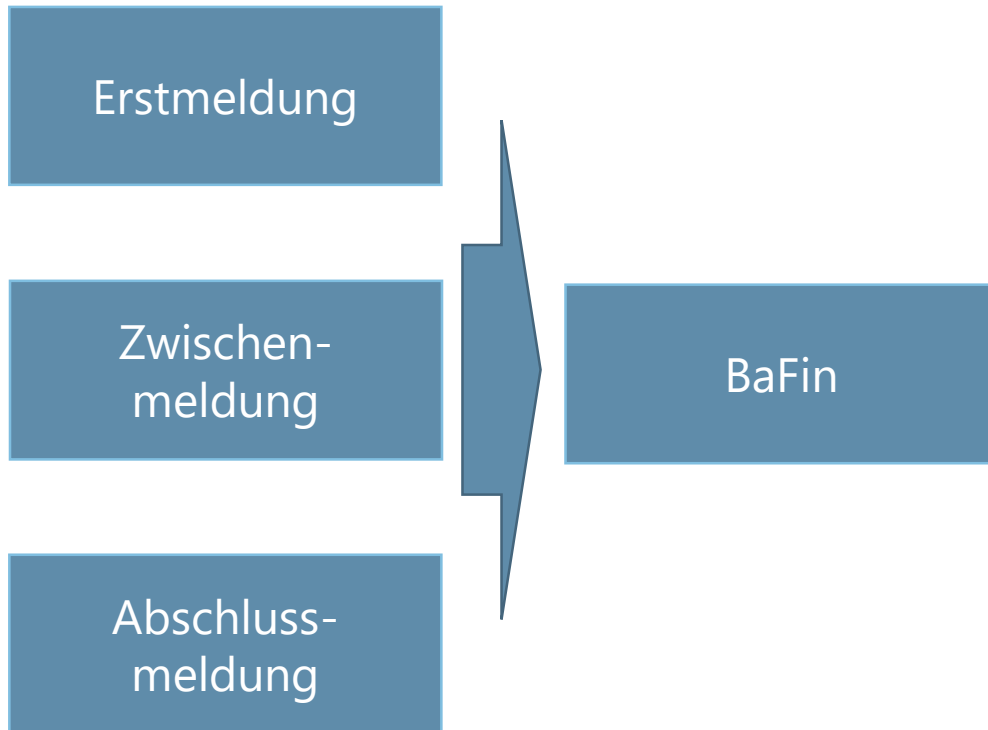 Erstmeldung
Zwischen-
meldung
BaFin
Abschluss-
meldung